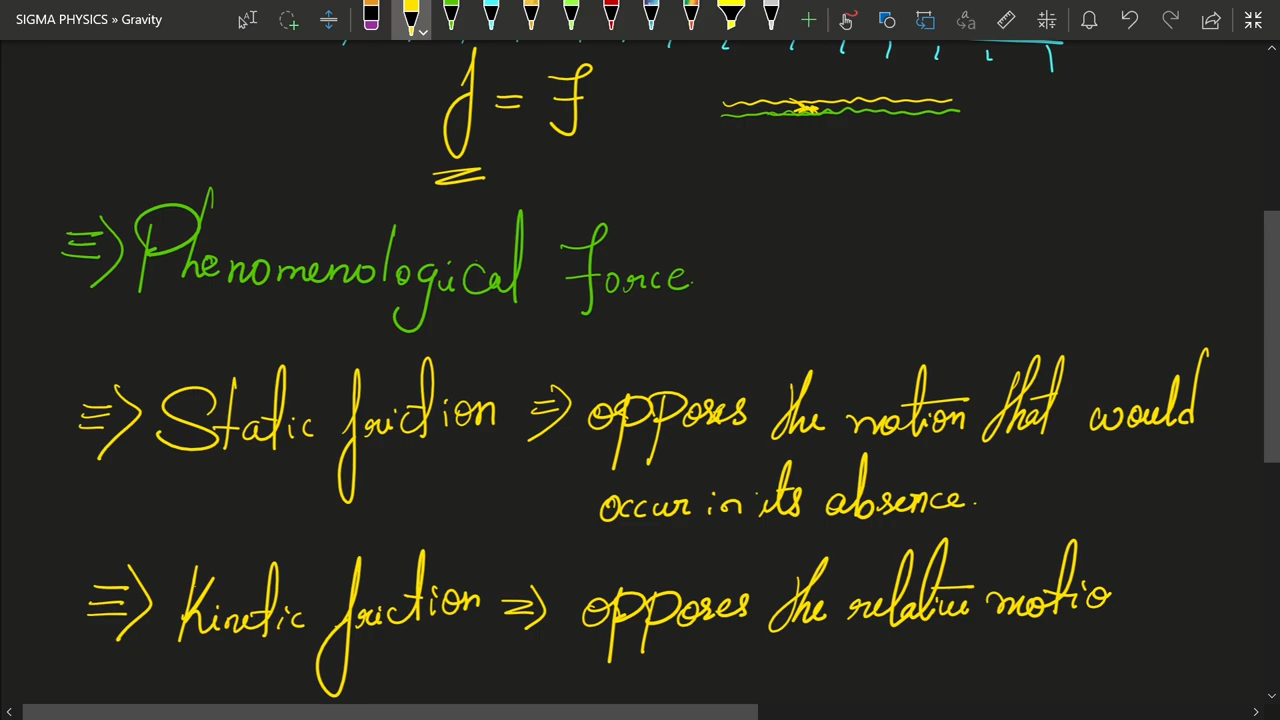 SIGMA PHYSICS » Gravity
f = F
⇒ Phenomenological Force.
⇒ Static friction ⇒ opposes the motion that would
occur in its absence.
⇒ Kinetic friction ⇒ opposes the relative motio